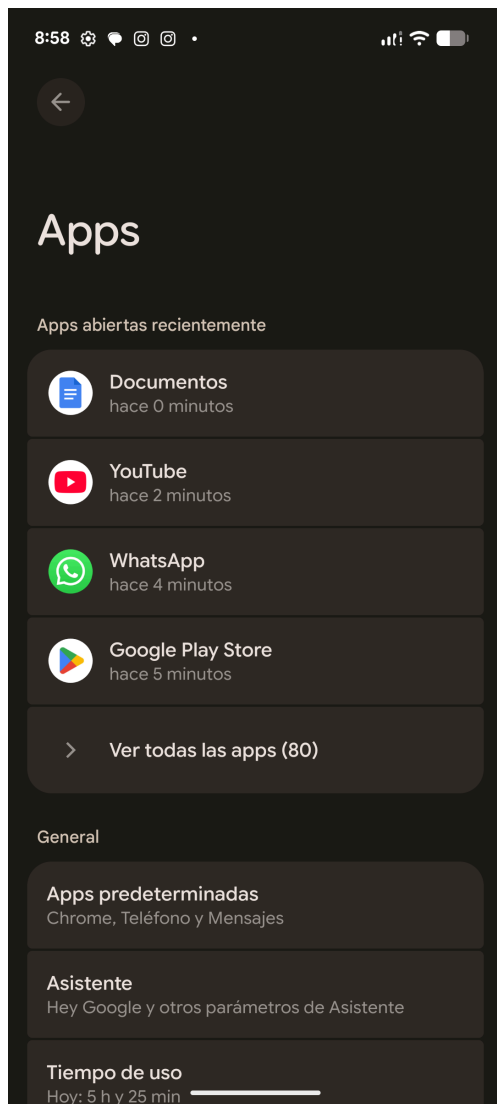 8:58
Apps
Apps abiertas recientemente
Documentos
hace 0 minutos
YouTube
hace 2 minutos
WhatsApp
hace 4 minutos
Google Play Store
hace 5 minutos
Ver todas las apps (80)
General
Apps predeterminadas
Chrome, Teléfono y Mensajes
Asistente
Hey Google y otros parámetros de Asistente
Tiempo de uso
Hoy: 5 h y 25 min